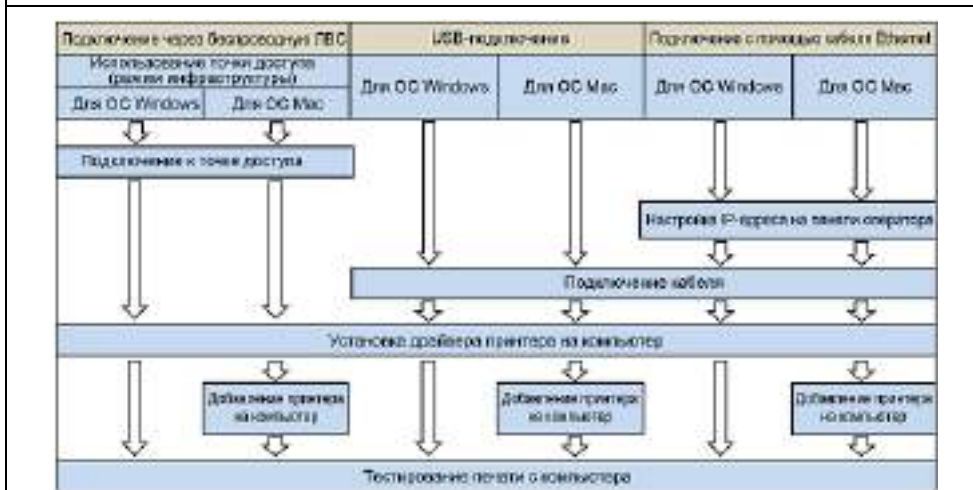 Подключение через беспроводную ЛВС
USB-подключение
Подключение с помощью кабеля Ethernet
Использование точки доступа
(режим инфраструктуры)
Для ОС Windows
Для ОС Mac
Для ОС Windows
Для ОС Mac
Для ОС Windows
Для ОС Mac
Подключение к точке доступа
Настройка IP-адреса на панели оператора
Подключение кабеля
Установка драйвера принтера на компьютер
Добавление принтера
на компьютер
Добавление принтера
на компьютер
Добавление принтера
на компьютер
Тестирование печати с компьютера